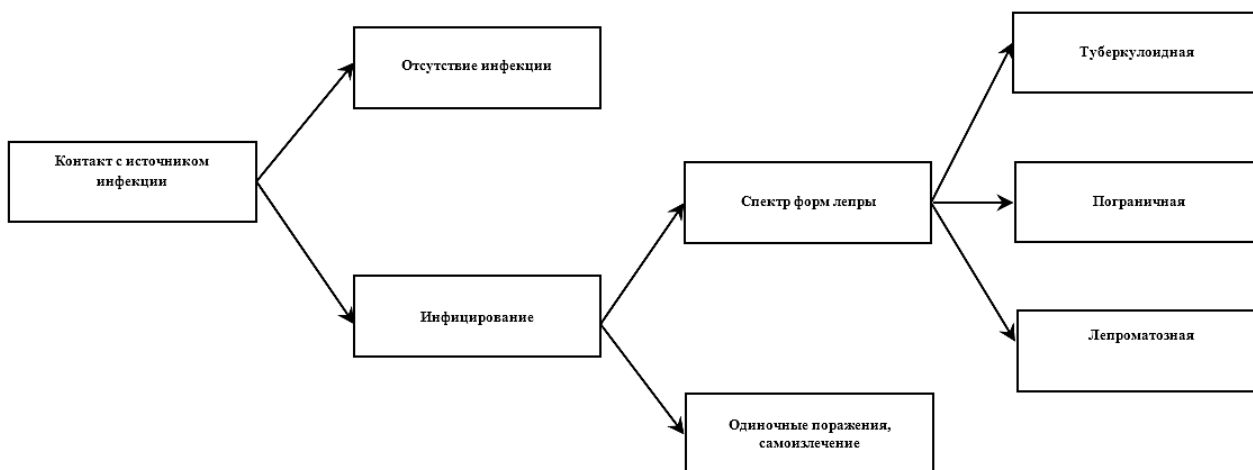 Контакт с источником
инфекции
Отсутствие инфекции
Инфицирование
Спектр форм лепры
Одиночные поражения,
самоизлечение
Туберкулоидная
Пограничная
Лепроматозная